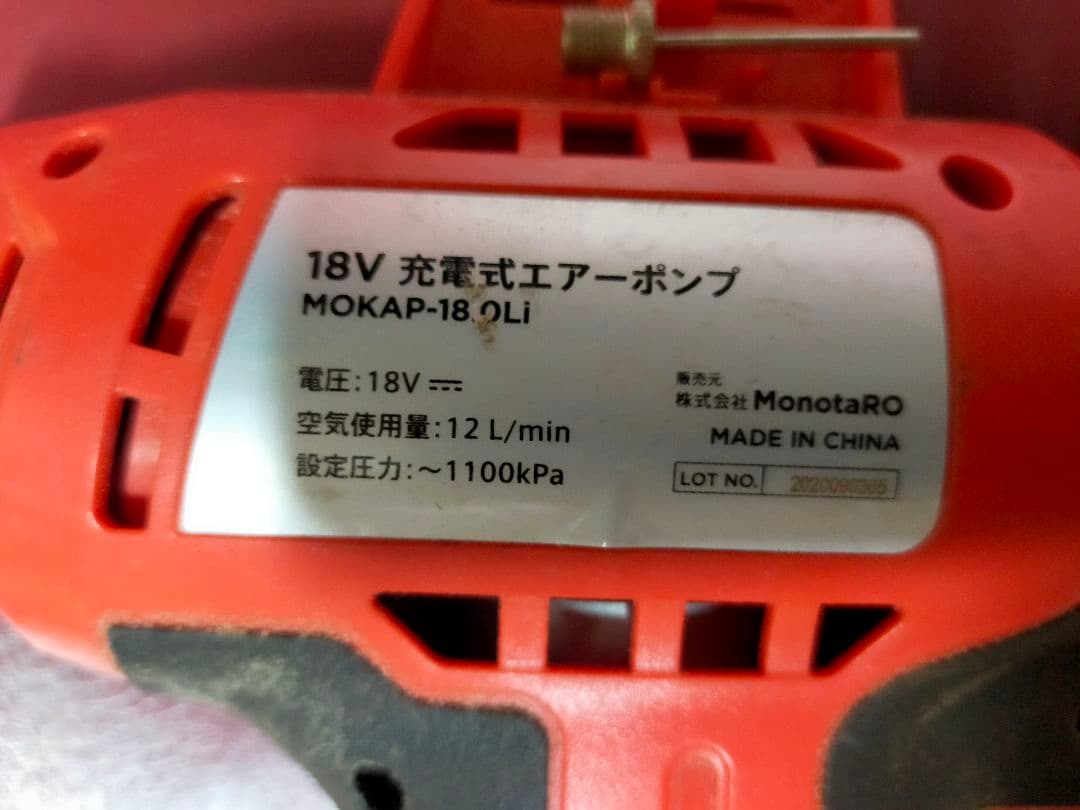 18V 充電式エアーポンプ
MOKAP-18.0Li
電圧:18V ⎓
空気使用量:12 L/min
設定圧力:～1100kPa
販売元
株式会社 MonotaRO
MADE IN CHINA
LOT NO.